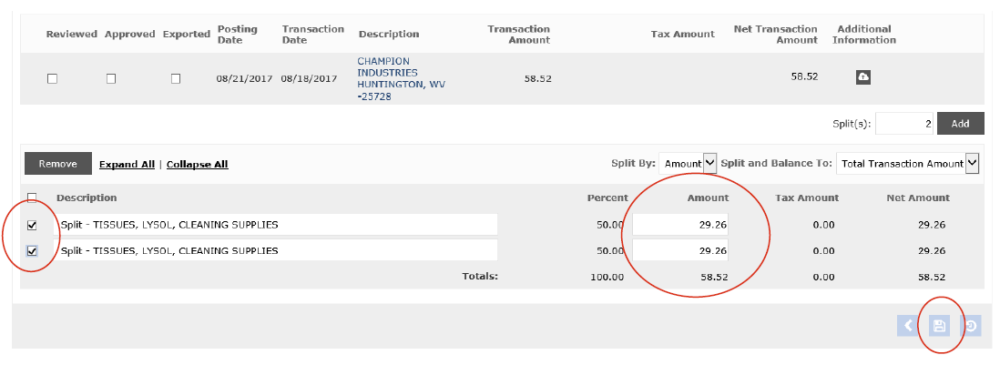 Reviewed Approved Exported Posting Date Transaction Date Description Transaction Amount Tax Amount Net Transaction Amount Additional Information
08/21/2017 08/18/2017 CHAMPION INDUSTRIES HUNTINGTON, WV -25728 58.52 58.52
Split(s): 2 Add
Remove Expand All | Collapse All Split By: Amount Split and Balance To: Total Transaction Amount
Description Percent Amount Tax Amount Net Amount
Split - TISSUES, LYSOL, CLEANING SUPPLIES 50.00 29.26 0.00 29.26
Split - TISSUES, LYSOL, CLEANING SUPPLIES 50.00 29.26 0.00 29.26
Totals: 100.00 58.52 0.00 58.52